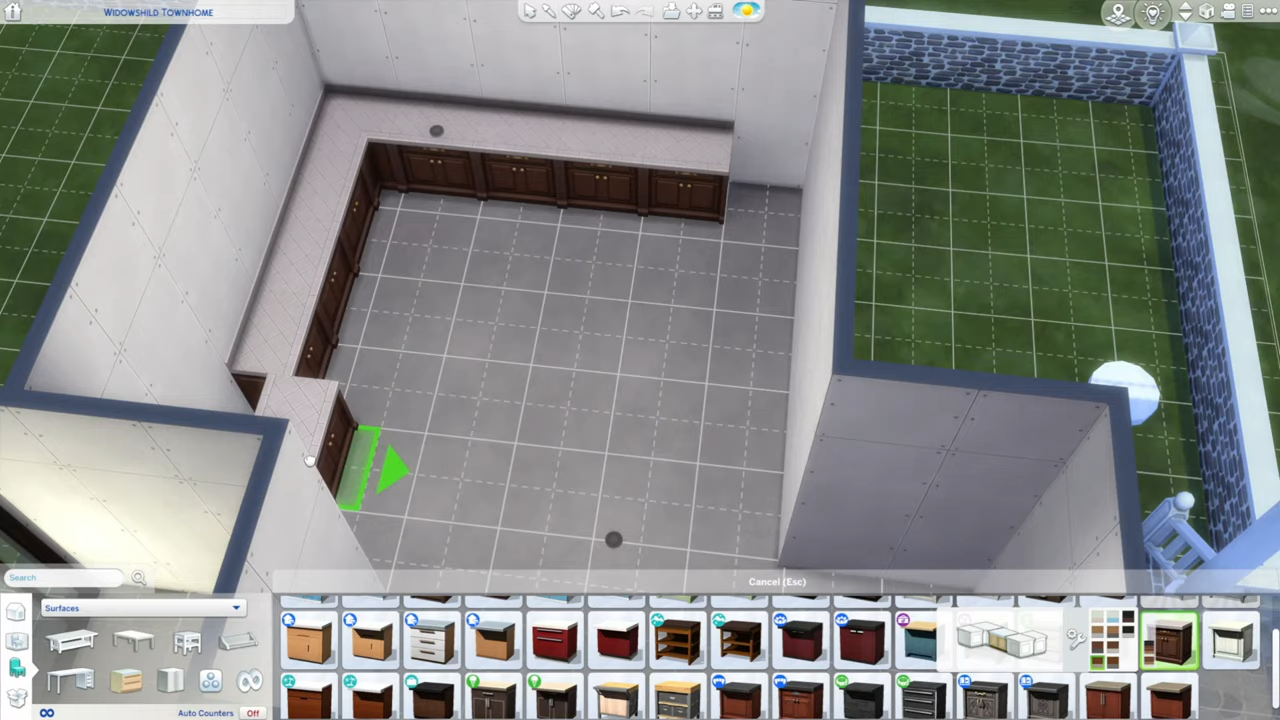 Widowshild Townhome
Cancel (Esc)
Search
Surfaces
Auto Counters Off